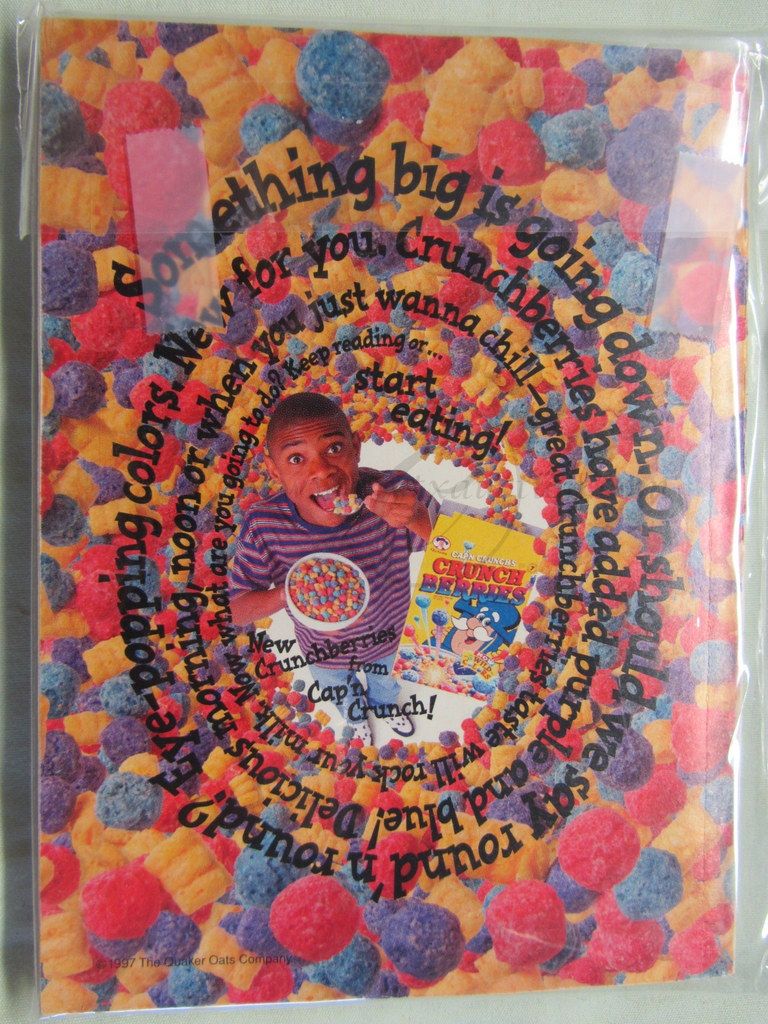 Something big is going down. Or should we say round 'n round? Eye-popping colors. New for you. Crunchberries have added purple and blue! Delicious morning, noon or when you just wanna chill—great Crunchberries taste will rock your milk. Now what are you going to do? Keep reading or...
start
eating!
CAP'N CRUNCH'S
CRUNCH
BERRIES
New
Crunchberries
from
Cap'n
Crunch!
©1997 The Quaker Oats Company